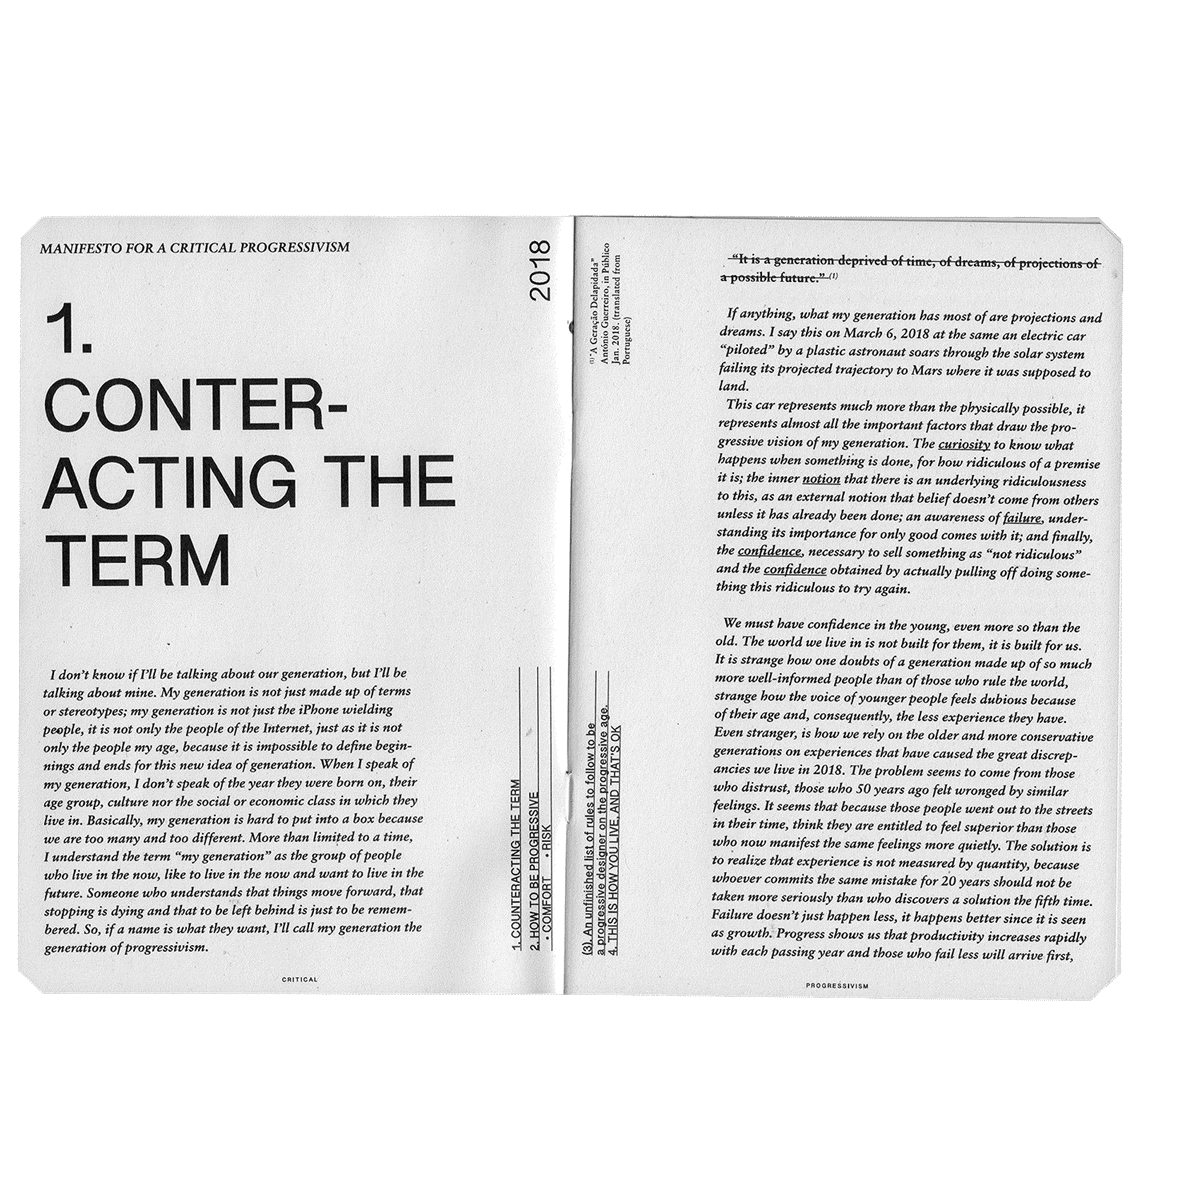 MANIFESTO FOR A CRITICAL PROGRESSIVISM
2018
1.
CONTER-
ACTING THE
TERM
I don't know if I'll be talking about our generation, but I'll be
talking about mine. My generation is not just made up of terms
or stereotypes; my generation is not just the iPhone wielding
people, it is not only the people of the Internet, just as it is not
only the people my age, because it is impossible to define begin-
nings and ends for this new idea of generation. When I speak of
my generation, I don't speak of the year they were born on, their
age group, culture nor the social or economic class in which they
live in. Basically, my generation is hard to put into a box because
we are too many and too different. More than limited to a time,
I understand the term “my generation” as the group of people
who live in the now, like to live in the now and want to live in the
future. Someone who understands that things move forward, that
stopping is dying and that to be left behind is just to be remem-
bered. So, if a name is what they want, I'll call my generation the
generation of progressivism.
1. COUNTERACTING THE TERM
2. HOW TO BE PROGRESSIVE
• COMFORT • RISK
CRITICAL
(1)“A Geração Delapidada”
António Guerreiro, in Público
Jan. 2018. (translated from
Portuguese)
(3). An unfinished list of rules to follow to be
a progressive designer on the progressive age.
4. THIS IS HOW YOU LIVE. AND THAT'S OK
“It is a generation deprived of time, of dreams, of projections of
a possible future.” (1)
If anything, what my generation has most of are projections and
dreams. I say this on March 6, 2018 at the same an electric car
“piloted” by a plastic astronaut soars through the solar system
failing its projected trajectory to Mars where it was supposed to
land.
This car represents much more than the physically possible, it
represents almost all the important factors that draw the pro-
gressive vision of my generation. The curiosity to know what
happens when something is done, for how ridiculous of a premise
it is; the inner notion that there is an underlying ridiculousness
to this, as an external notion that belief doesn't come from others
unless it has already been done; an awareness of failure, under-
standing its importance for only good comes with it; and finally,
the confidence, necessary to sell something as “not ridiculous”
and the confidence obtained by actually pulling off doing some-
thing this ridiculous to try again.
We must have confidence in the young, even more so than the
old. The world we live in is not built for them, it is built for us.
It is strange how one doubts of a generation made up of so much
more well-informed people than of those who rule the world,
strange how the voice of younger people feels dubious because
of their age and, consequently, the less experience they have.
Even stranger, is how we rely on the older and more conservative
generations on experiences that have caused the great discrep-
ancies we live in 2018. The problem seems to come from those
who distrust, those who 50 years ago felt wronged by similar
feelings. It seems that because those people went out to the streets
in their time, think they are entitled to feel superior than those
who now manifest the same feelings more quietly. The solution is
to realize that experience is not measured by quantity, because
whoever commits the same mistake for 20 years should not be
taken more seriously than who discovers a solution the fifth time.
Failure doesn't just happen less, it happens better since it is seen
as growth. Progress shows us that productivity increases rapidly
with each passing year and those who fail less will arrive first,
PROGRESSIVISM